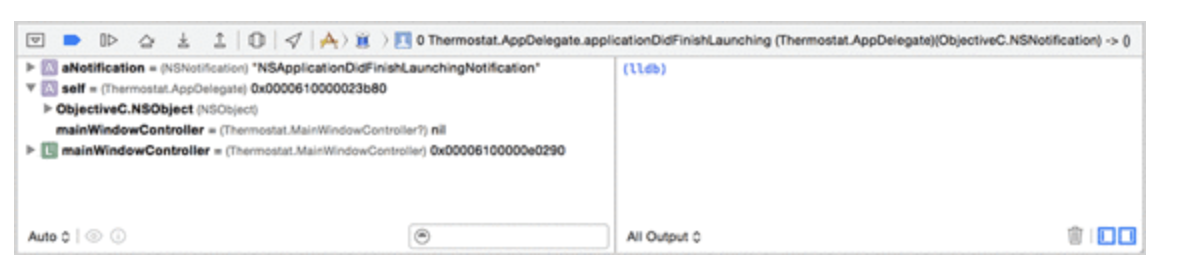 0 Thermostat.AppDelegate.applicationDidFinishLaunching (Thermostat.AppDelegate)(ObjectiveC.NSNotification) -> ()
A aNotification = (NSNotification) "NSApplicationDidFinishLaunchingNotification"
A self = (Thermostat.AppDelegate) 0x0000610000023b80
ObjectiveC.NSObject (NSObject)
mainWindowController = (Thermostat.MainWindowController?) nil
L mainWindowController = (Thermostat.MainWindowController) 0x00006100000e0290
(lldb)
Auto
All Output